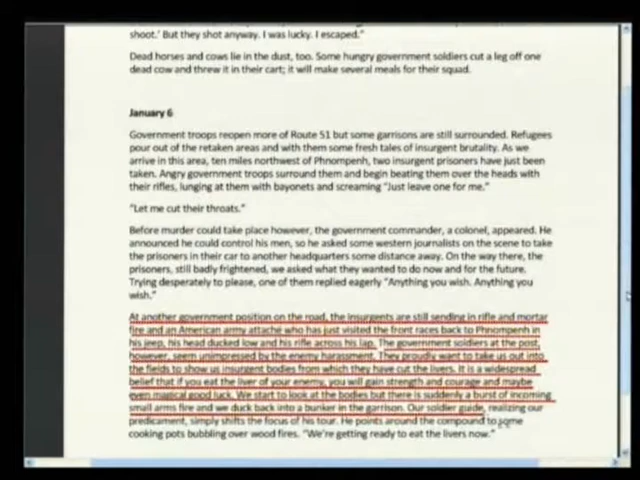 shoot.' But they shot anyway. I was lucky. I escaped."
Dead horses and cows lie in the dust, too. Some hungry government soldiers cut a leg off one
dead cow and threw it in their cart; it will make several meals for their squad.
January 6
Government troops reopen more of Route 51 but some garrisons are still surrounded. Refugees
pour out of the retaken areas and with them some fresh tales of insurgent brutality. As we
arrive in this area, ten miles northwest of Phnompenh, two insurgent prisoners have just been
taken. Angry government troops surround them and begin beating them over the heads with
their rifles, lunging at them with bayonets and screaming "Just leave one for me."
"Let me cut their throats."
Before murder could take place however, the government commander, a colonel, appeared. He
announced he could control his men, so he asked some western journalists on the scene to take
the prisoners in their car to another headquarters some distance away. On the way there, the
prisoners, still badly frightened, we asked what they wanted to do now and for the future.
Trying desperately to please, one of them replied eagerly "Anything you wish. Anything you
wish."
At another government position on the road, the insurgents are still sending in rifle and mortar
fire and an American army attaché who has just visited the front races back to Phnompenh in
his jeep, his head ducked low and his rifle across his lap. The government soldiers at the post,
however, seem unimpressed by the enemy harassment. They proudly want to take us out into
the fields to show us insurgent bodies from which they have cut the livers. It is a widespread
belief that if you eat the liver of your enemy, you will gain strength and courage and maybe
even magical good luck. We start to look at the bodies but there is suddenly a burst of incoming
small arms fire and we duck back into a bunker in the garrison. Our soldier guide, realizing our
predicament, simply shifts the focus of his tour. He points around the compound to some
cooking pots bubbling over wood fires. "We're getting ready to eat the livers now."